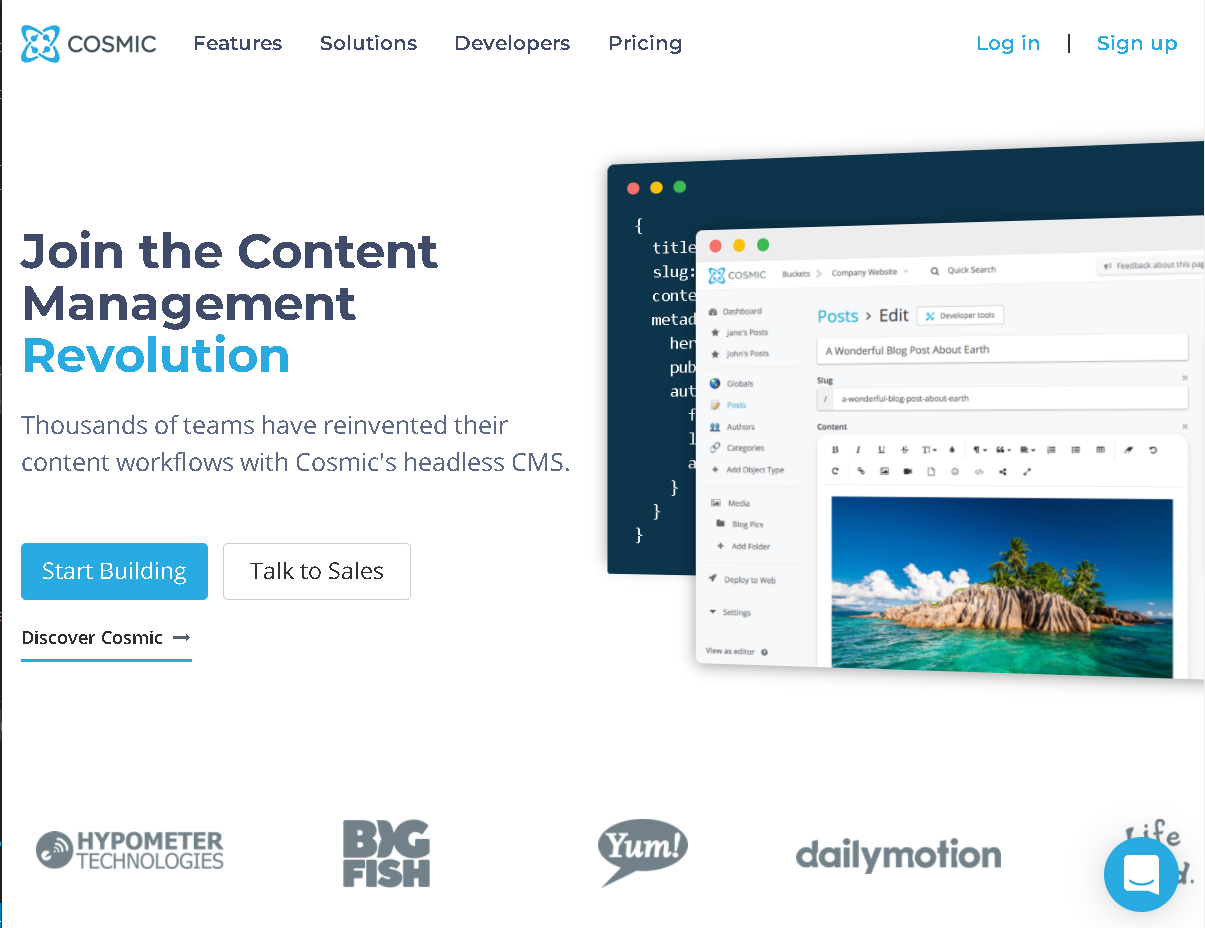 COSMIC Features Solutions Developers Pricing Log in | Sign up
Join the Content
Management
Revolution
Thousands of teams have reinvented their
content workflows with Cosmic's headless CMS.
Start Building Talk to Sales
Discover Cosmic
{
title
slug:
conte
metad
her
pub
aut
f
l
a
}
}
}
COSMIC Buckets Company Website Quick Search Feedback about this pag
Dashboard
Jane's Posts
John's Posts
Globals
Posts
Authors
Categories
+ Add Object Type
Media
Blog Pics
+ Add Folder
Deploy to Web
Settings
View as editor
Posts > Edit Developer tools
A Wonderful Blog Post About Earth
Slug
/ a-wonderful-blog-post-about-earth
Content
HYPOMETER
TECHNOLOGIES
BIG
FISH
Yum!
dailymotion
Life
d.